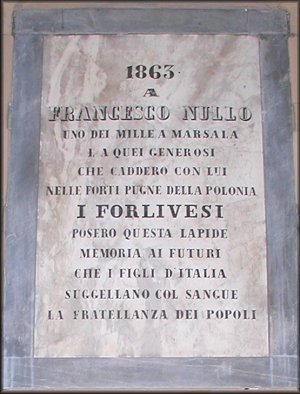 1863
A
FRANCESCO NULLO
UNO DEI MILLE A MARSALA
E A QUEI GENEROSI
CHE CADDERO CON LUI
NELLE FORTI PUGNE DELLA POLONIA
I FORLIVESI
POSERO QUESTA LAPIDE
MEMORIA AI FUTURI
CHE I FIGLI D'ITALIA
SUGGELLANO COL SANGUE
LA FRATELLANZA DEI POPOLI